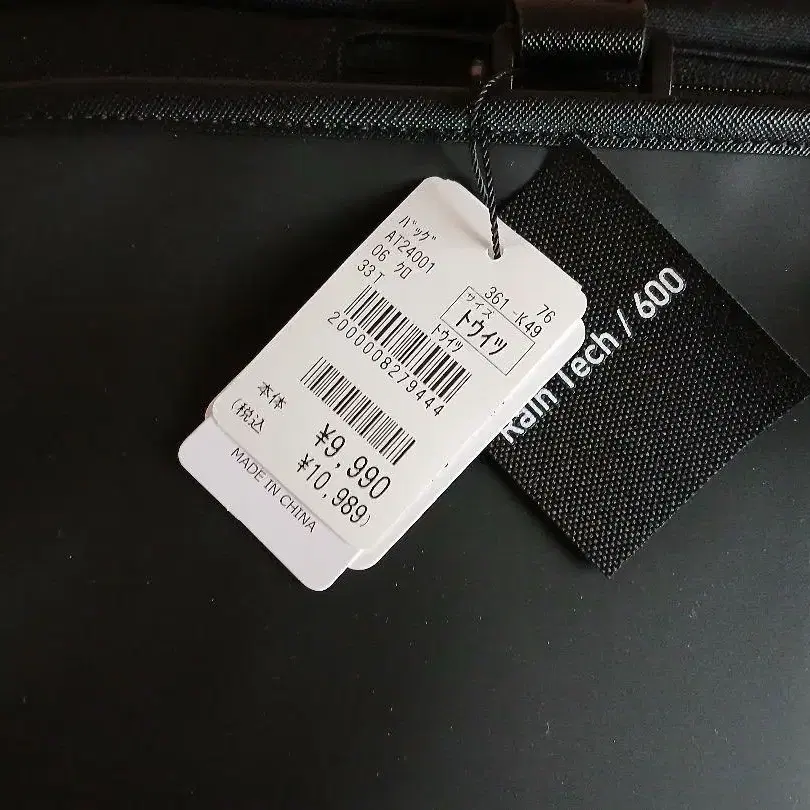 バッグ
AT24001
06 クロ
33T
361 -K49
76
サイズ
トウイツ
トウイツ
2000008279444
本体 ¥9,990
(税込 ¥10,989)
MADE IN CHINA
Rain Tech / 600